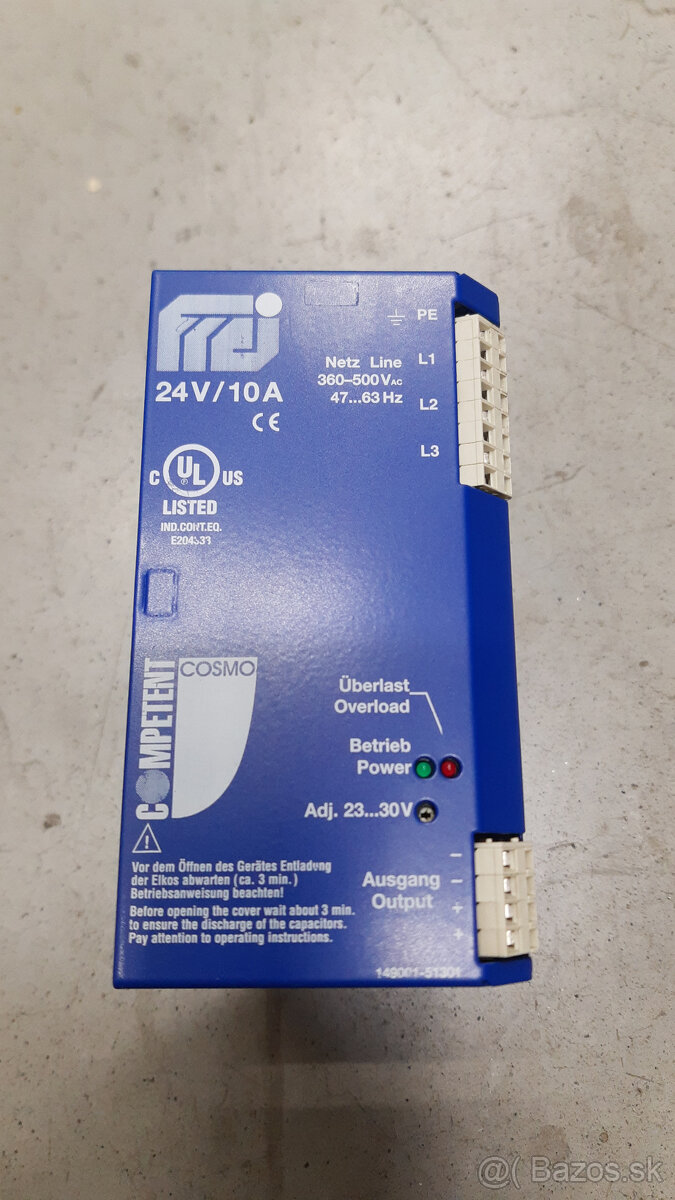 PE
Netz Line
360–500VAC
47...63 Hz
L1
L2
L3
24V/10A
CE
C UL US
LISTED
IND.CONT.EQ.
COMPETENT
COSMO
Überlast
Overload
Betrieb
Power
Adj. 23...30V
Vor dem Öffnen des Gerätes Entladung
der Elkos abwarten (ca. 3 min.)
Betriebsanweisung beachten!
Before opening the cover wait about 3 min.
to ensure the discharge of the capacitors.
Pay attention to operating instructions.
Ausgang
Output
–
–
+
+
@( Bazos.sk